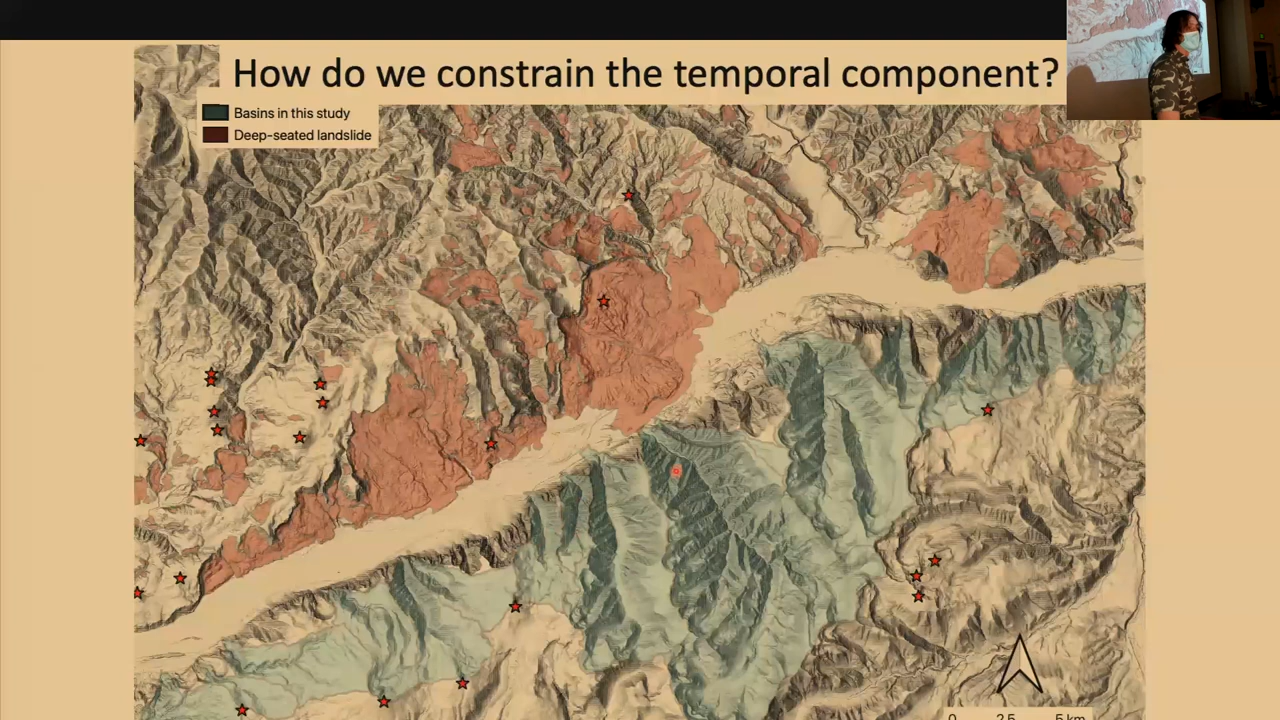 How do we constrain the temporal component?
Basins in this study
Deep-seated landslide
0 2.5 5 km